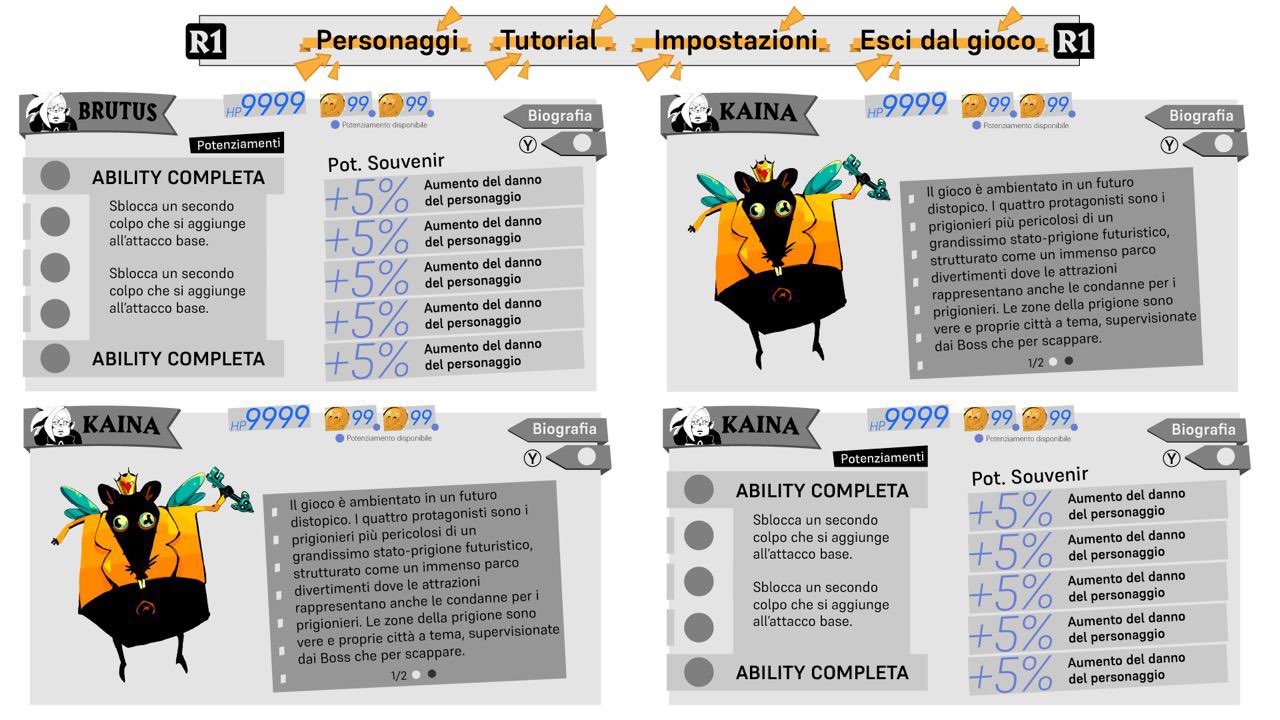 R1 Personaggi Tutorial Impostazioni Esci dal gioco R1
BRUTUS
HP9999 99. 99.
Potenziamento disponibile
Biografia
Y
Potenziamenti
ABILITY COMPLETA
Sblocca un secondo
colpo che si aggiunge
all'attacco base.
Sblocca un secondo
colpo che si aggiunge
all'attacco base.
ABILITY COMPLETA
Pot. Souvenir
+5% Aumento del danno
del personaggio
+5% Aumento del danno
del personaggio
+5% Aumento del danno
del personaggio
+5% Aumento del danno
del personaggio
+5% Aumento del danno
del personaggio
KAINA
HP9999 99. 99.
Potenziamento disponibile
Biografia
Y
Il gioco è ambientato in un futuro
distopico. I quattro protagonisti sono i
prigionieri più pericolosi di un
grandissimo stato-prigione futuristico,
strutturato come un immenso parco
divertimenti dove le attrazioni
rappresentano anche le condanne per i
prigionieri. Le zone della prigione sono
vere e proprie città a tema, supervisionate
dai Boss che per scappare.
1/2
KAINA
HP9999 99. 99.
Potenziamento disponibile
Biografia
Y
Il gioco è ambientato in un futuro
distopico. I quattro protagonisti sono i
prigionieri più pericolosi di un
grandissimo stato-prigione futuristico,
strutturato come un immenso parco
divertimenti dove le attrazioni
rappresentano anche le condanne per i
prigionieri. Le zone della prigione sono
vere e proprie città a tema, supervisionate
dai Boss che per scappare.
1/2
KAINA
HP9999 99. 99.
Potenziamento disponibile
Biografia
Y
Potenziamenti
ABILITY COMPLETA
Sblocca un secondo
colpo che si aggiunge
all'attacco base.
Sblocca un secondo
colpo che si aggiunge
all'attacco base.
ABILITY COMPLETA
Pot. Souvenir
+5% Aumento del danno
del personaggio
+5% Aumento del danno
del personaggio
+5% Aumento del danno
del personaggio
+5% Aumento del danno
del personaggio
+5% Aumento del danno
del personaggio